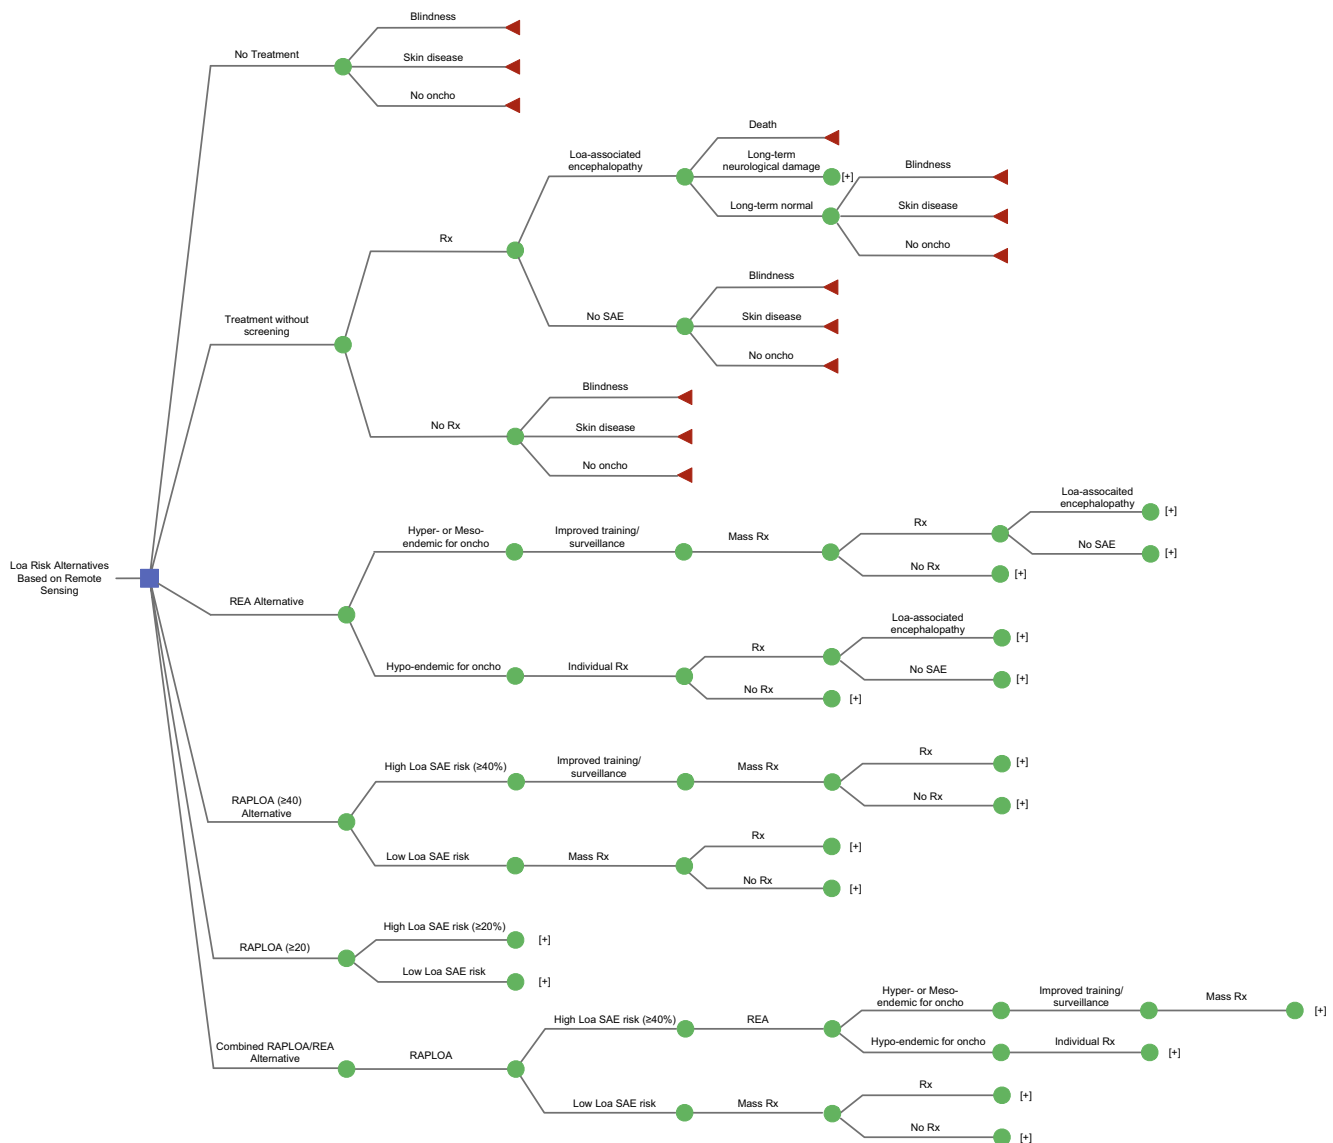 Loa Risk Alternatives
Based on Remote
Sensing
No Treatment
Blindness
Skin disease
No oncho
Treatment without
screening
Rx
Loa-associated
encephalopathy
Death
Long-term
neurological damage
[+]
Long-term normal
Blindness
Skin disease
No oncho
No SAE
Blindness
Skin disease
No oncho
No Rx
Blindness
Skin disease
No oncho
REA Alternative
Hyper- or Meso-
endemic for oncho
Improved training/
surveillance
Mass Rx
Rx
Loa-assocaited
encephalopathy
[+]
No SAE
[+]
No Rx
[+]
Hypo-endemic for oncho
Individual Rx
Rx
Loa-associated
encephalopathy
[+]
No SAE
[+]
No Rx
[+]
RAPLOA (≥40)
Alternative
High Loa SAE risk (≥40%)
Improved training/
surveillance
Mass Rx
Rx
[+]
No Rx
[+]
Low Loa SAE risk
Mass Rx
Rx
[+]
No Rx
[+]
RAPLOA (≥20)
High Loa SAE risk (≥20%)
[+]
Low Loa SAE risk
[+]
Combined RAPLOA/REA
Alternative
RAPLOA
High Loa SAE risk (≥40%)
REA
Hyper- or Meso-
endemic for oncho
Improved training/
surveillance
Mass Rx
[+]
Hypo-endemic for oncho
Individual Rx
[+]
Low Loa SAE risk
Mass Rx
Rx
[+]
No Rx
[+]